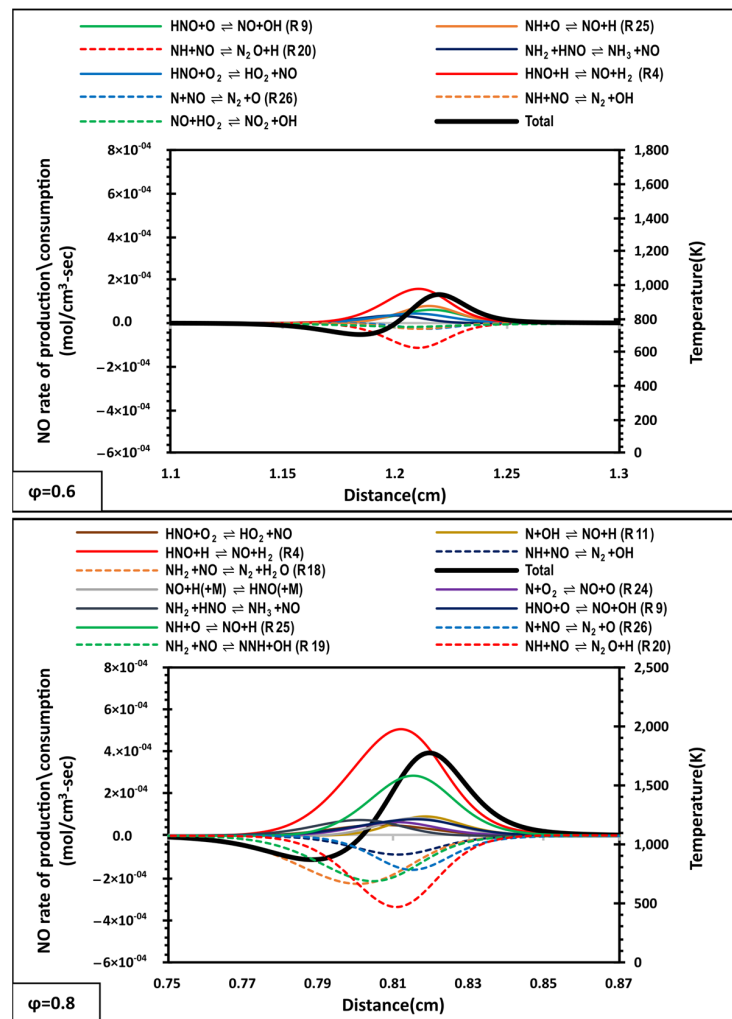 HNO+O ⇌ NO+OH (R 9)
NH+O ⇌ NO+H (R 25)
NH+NO ⇌ N₂ O+H (R 20)
NH₂ +HNO ⇌ NH₃ +NO
HNO+O₂ ⇌ HO₂ +NO
HNO+H ⇌ NO+H₂ (R4)
N+NO ⇌ N₂ +O (R26)
NH+NO ⇌ N₂ +OH
NO+HO₂ ⇌ NO₂ +OH
Total
8×10⁻⁰⁴
6×10⁻⁰⁴
4×10⁻⁰⁴
2×10⁻⁰⁴
0.0
−2×10⁻⁰⁴
−4×10⁻⁰⁴
−6×10⁻⁰⁴
NO rate of production\consumption
(mol/cm³-sec)
1,800
1,600
1,400
1,200
1,000
800
600
400
200
0
Temperature(K)
1.1 1.15 1.2 1.25 1.3
Distance(cm)
φ=0.6
HNO+O₂ ⇌ HO₂ +NO
N+OH ⇌ NO+H (R 11)
HNO+H ⇌ NO+H₂ (R4)
NH+NO ⇌ N₂ +OH
NH₂ +NO ⇌ N₂ +H₂ O (R18)
Total
NO+H(+M) ⇌ HNO(+M)
N+O₂ ⇌ NO+O (R 24)
NH₂ +HNO ⇌ NH₃ +NO
HNO+O ⇌ NO+OH (R 9)
NH+O ⇌ NO+H (R 25)
N+NO ⇌ N₂ +O (R26)
NH₂ +NO ⇌ NNH+OH (R 19)
NH+NO ⇌ N₂ O+H (R 20)
8×10⁻⁰⁴
6×10⁻⁰⁴
4.×10⁻⁰⁴
2×10⁻⁰⁴
0.0
−2×10⁻⁰⁴
−4×10⁻⁰⁴
−6×10⁻⁰⁴
NO rate of production\consumption
(mol/cm³-sec)
2,500
2,000
1,500
1,000
500
0
Temperature(K)
0.75 0.77 0.79 0.81 0.83 0.85 0.87
Distance(cm)
φ=0.8